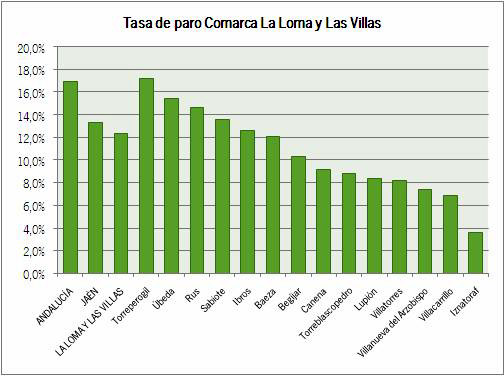 Tasa de paro Comarca La Loma y Las Villas
20,0%
18,0%
16,0%
14,0%
12,0%
10,0%
8,0%
6,0%
4,0%
2,0%
0,0%
ANDALUCÍA
JAÉN
LA LOMA Y LAS VILLAS
Torreperogil
Úbeda
Rus
Sabiote
Ibros
Baeza
Begíjar
Canena
Torreblascopedro
Lupión
Villatorres
Villanueva del Arzobispo
Villacarrillo
Iznatoraf